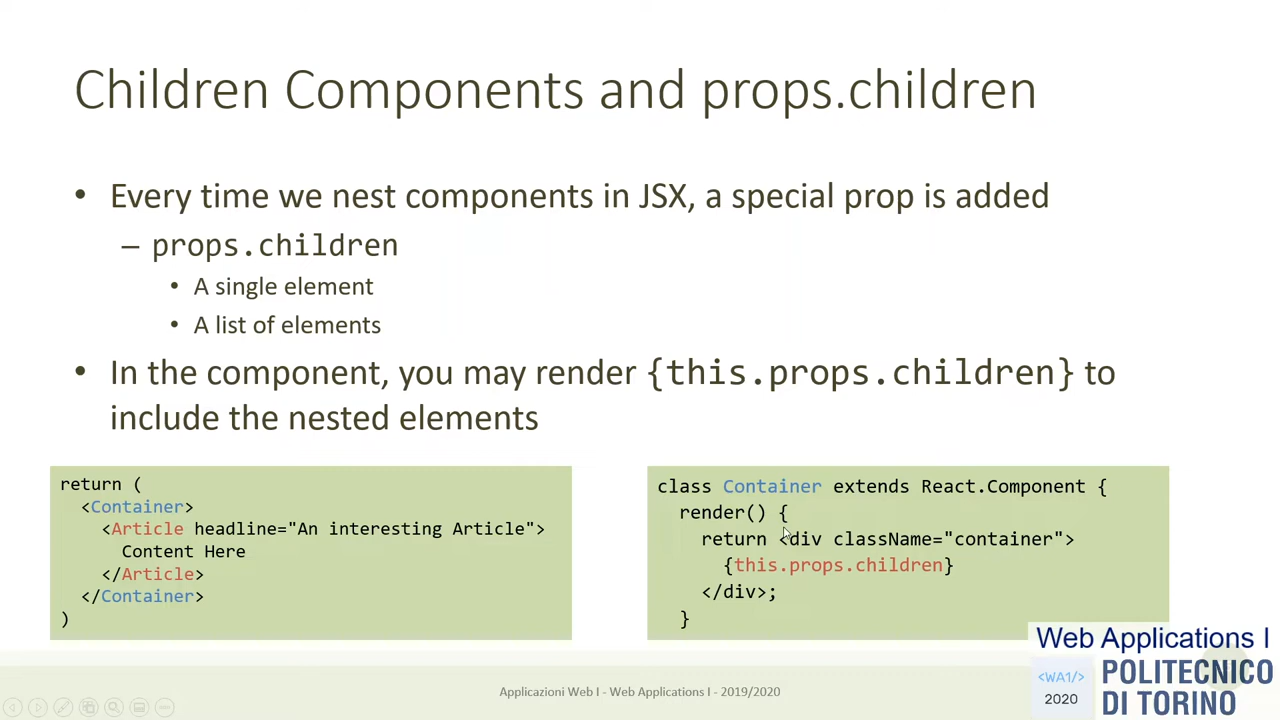 Children Components and props.children
• Every time we nest components in JSX, a special prop is added
– props.children
• A single element
• A list of elements
• In the component, you may render {this.props.children} to
include the nested elements
return (
<Container>
<Article headline="An interesting Article">
Content Here
</Article>
</Container>
)
class Container extends React.Component {
render() {
return <div className="container">
{this.props.children}
</div>;
}
Applicazioni Web I - Web Applications I - 2019/2020
Web Applications I
<WA1/>
2020
POLITECNICO
DI TORINO